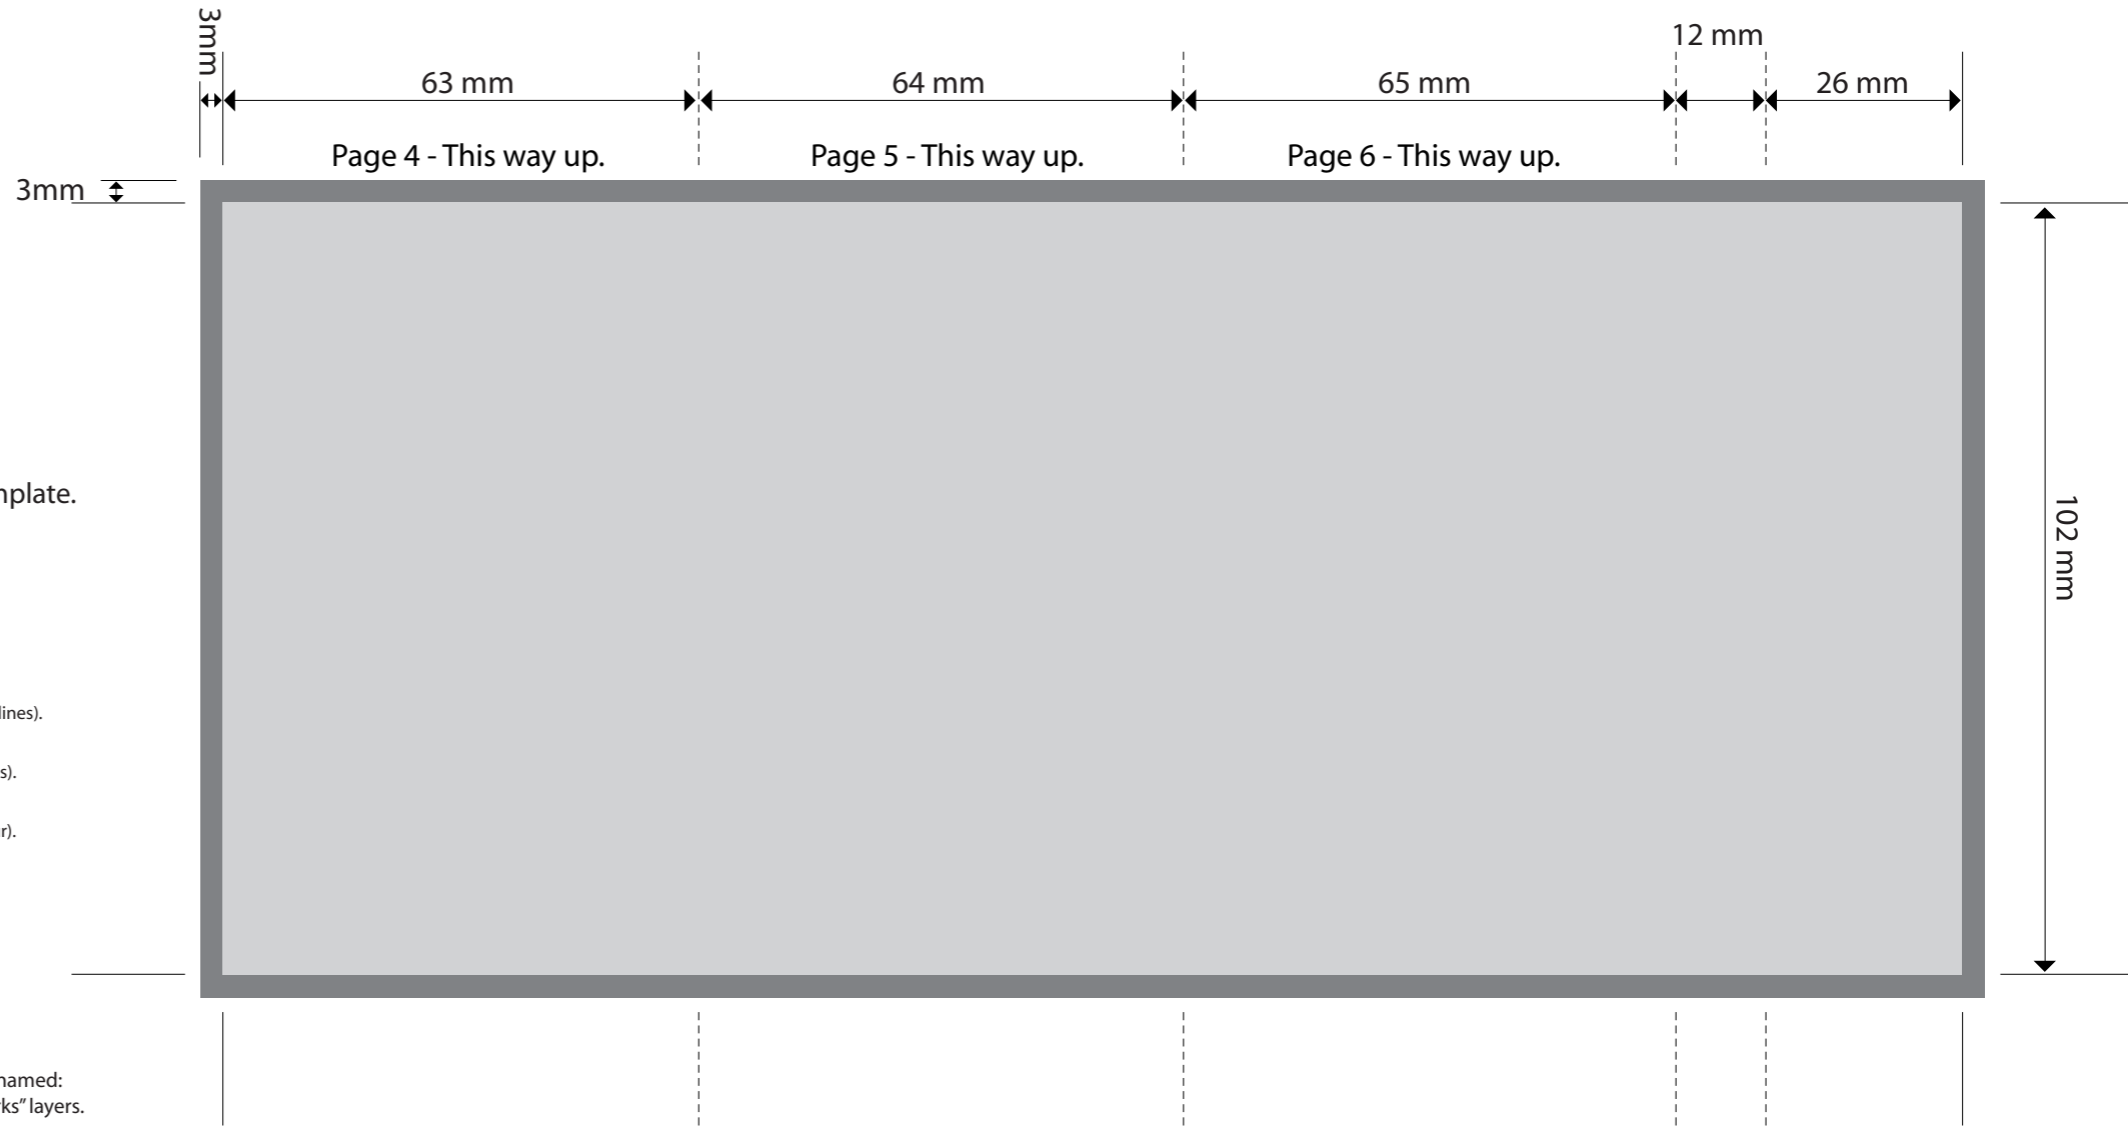 3mm
12 mm
63 mm
64 mm
65 mm
26 mm
Page 4 - This way up.
Page 5 - This way up.
Page 6 - This way up.
3mm
102 mm
nplate.
lines).
s).
r).
named:
ks" layers.